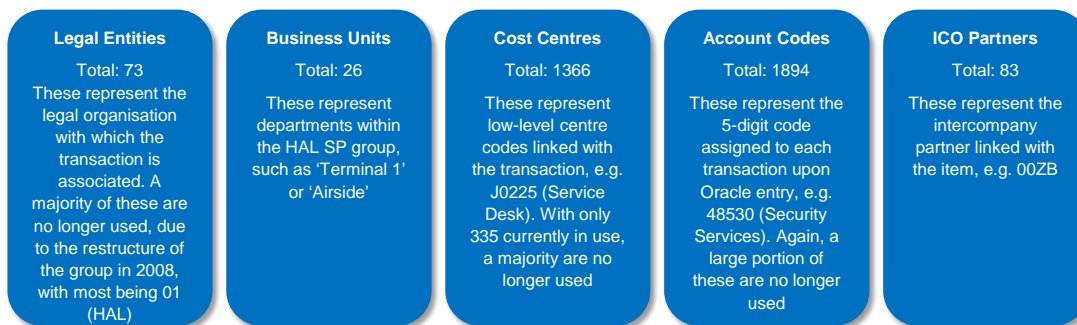 Legal Entities
Total: 73
These represent the
legal organisation
with which the
transaction is
associated. A
majority of these are
no longer used, due
to the restructure of
the group in 2008,
with most being 01
(HAL)
Business Units
Total: 26
These represent
departments within
the HAL SP group,
such as ‘Terminal 1’
or ‘Airside’
Cost Centres
Total: 1366
These represent
low-level centre
codes linked with
the transaction, e.g.
J0225 (Service
Desk). With only
335 currently in use,
a majority are no
longer used
Account Codes
Total: 1894
These represent the
5-digit code
assigned to each
transaction upon
Oracle entry, e.g.
48530 (Security
Services). Again, a
large portion of
these are no longer
used
ICO Partners
Total: 83
These represent the
intercompany
partner linked with
the item, e.g. 00ZB